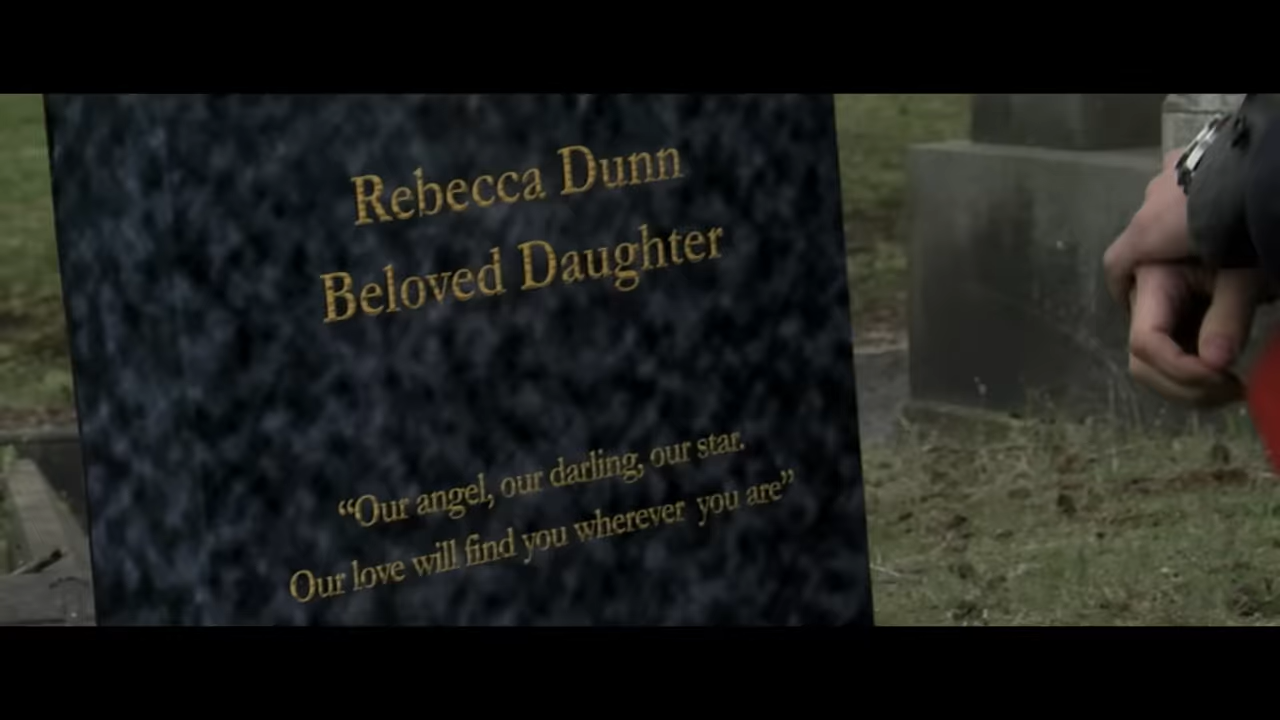 Rebecca Dunn
Beloved Daughter
“Our angel, our darling, our star.
Our love will find you wherever you are”